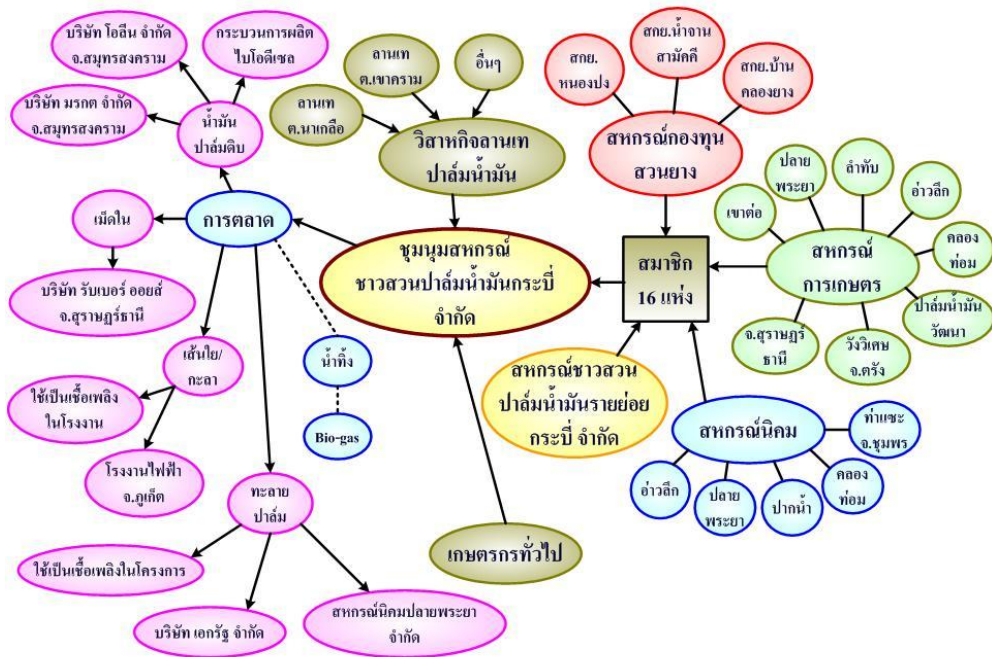 บริษัท โอลีน จำกัด
จ.สมุทรสงคราม
กระบวนการผลิต
ไบโอดีเซล
บริษัท มรกต จำกัด
จ.สมุทรสงคราม
น้ำมัน
ปาล์มดิบ
ลานเท
ต.นาเกลือ
ลานเท
ต.เขาคราม
อื่นๆ
วิสาหกิจลานเท
ปาล์มน้ำมัน
สกย.
หนองปง
สกย.น้ำจาน
สามัคคี
สกย.บ้าน
คลองยาง
สหกรณ์กองทุน
สวนยาง
เม็ดใน
การตลาด
บริษัท รับเบอร์ ออยส์
จ.สุราษฎร์ธานี
ชุมนุมสหกรณ์
ชาวสวนปาล์มน้ำมันกระบี่
จำกัด
สมาชิก
16 แห่ง
เขาต่อ
ปลาย
พระยา
ลำทับ
อ่าวลึก
คลอง
ท่อม
สหกรณ์
การเกษตร
ปาล์มน้ำมัน
วัฒนา
จ.สุราษฎร์
ธานี
วังวิเศษ
จ.ตรัง
เส้นใย/
กะลา
ใช้เป็นเชื้อเพลิง
ในโรงงาน
โรงงานไฟฟ้า
จ.ภูเก็ต
น้ำทิ้ง
Bio-gas
สหกรณ์ชาวสวน
ปาล์มน้ำมันรายย่อย
กระบี่ จำกัด
สหกรณ์นิคม
ท่าแซะ
จ.ชุมพร
อ่าวลึก
ปลาย
พระยา
ปากน้ำ
คลอง
ท่อม
ทะลาย
ปาล์ม
เกษตรกรทั่วไป
ใช้เป็นเชื้อเพลิงในโครงการ
บริษัท เอกรัฐ จำกัด
สหกรณ์นิคมปลายพระยา
จำกัด